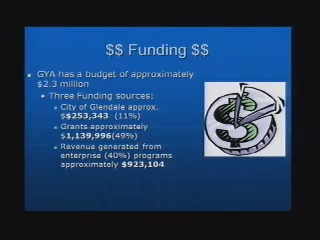 $$ Funding $$
GYA has a budget of approximately
$2.3 million
Three Funding sources:
City of Glendale approx.
$$253,343 (11%)
Grants approximately
$1,139,996(49%)
Revenue generated from
enterprise (40%) programs
approximately $923,104